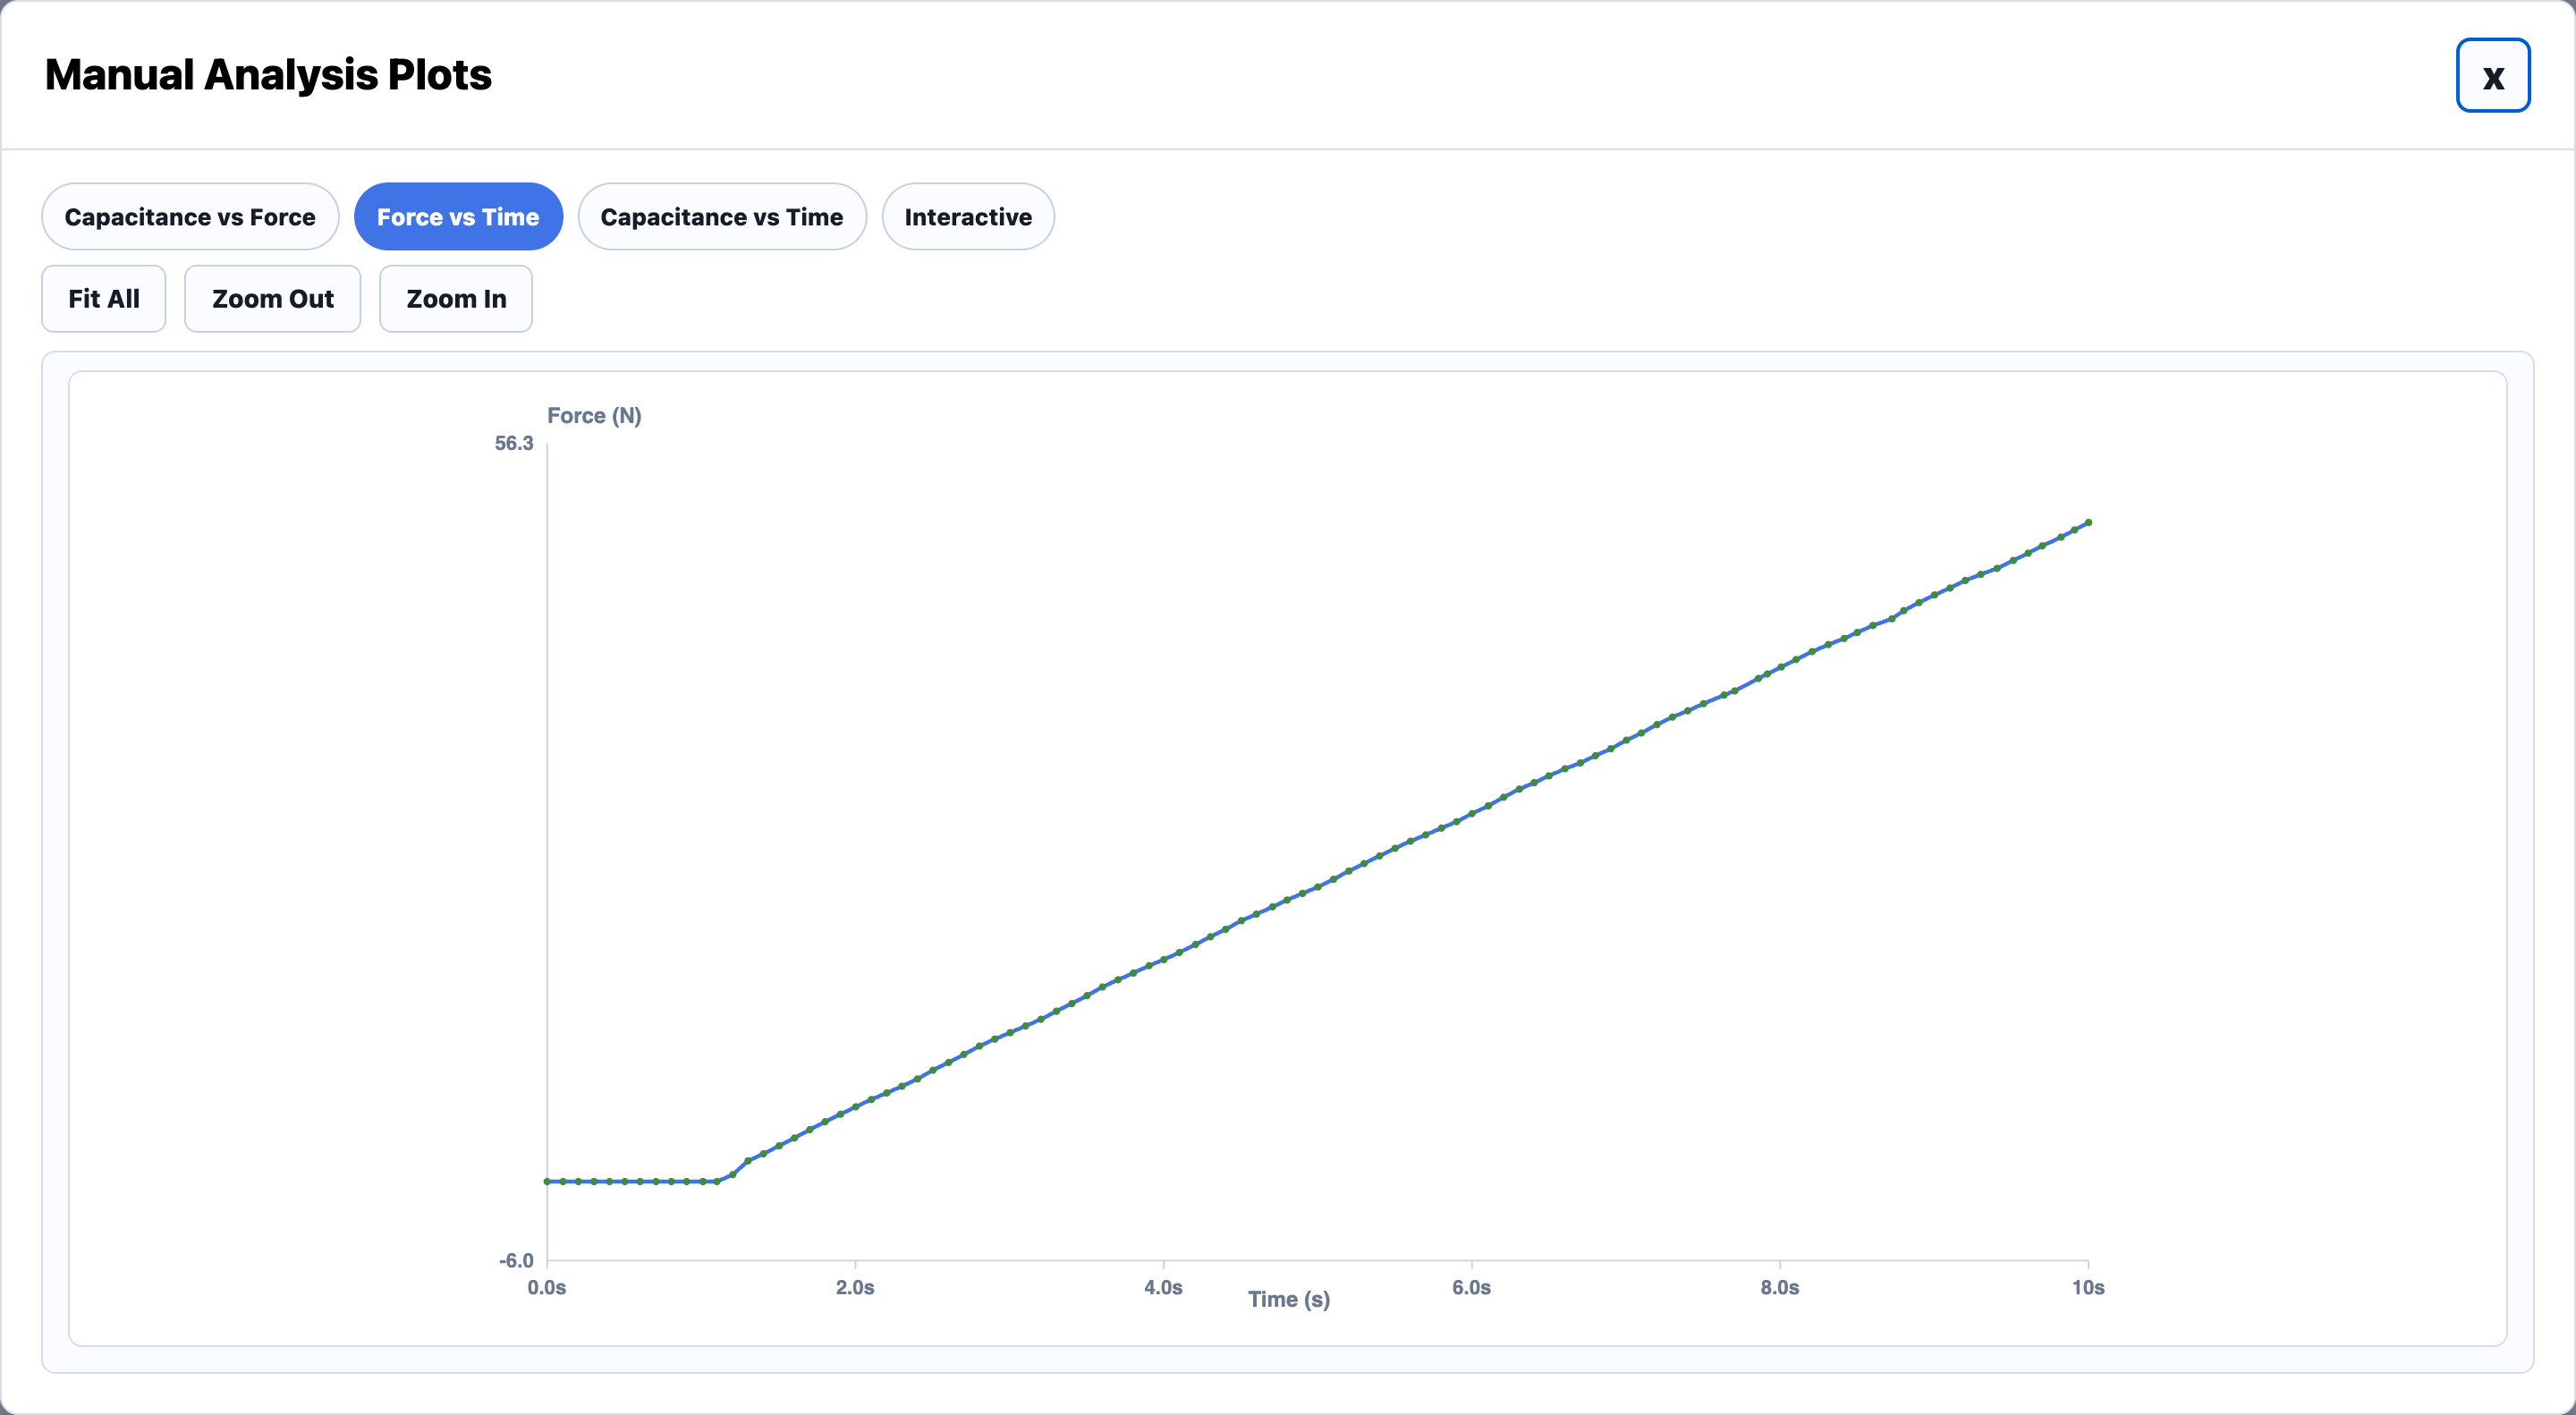 Manual Analysis Plots
x
Capacitance vs Force
Force vs Time
Capacitance vs Time
Interactive
Fit All
Zoom Out
Zoom In
Force (N)
56.3
-6.0
0.0s
2.0s
4.0s
6.0s
8.0s
10s
Time (s)